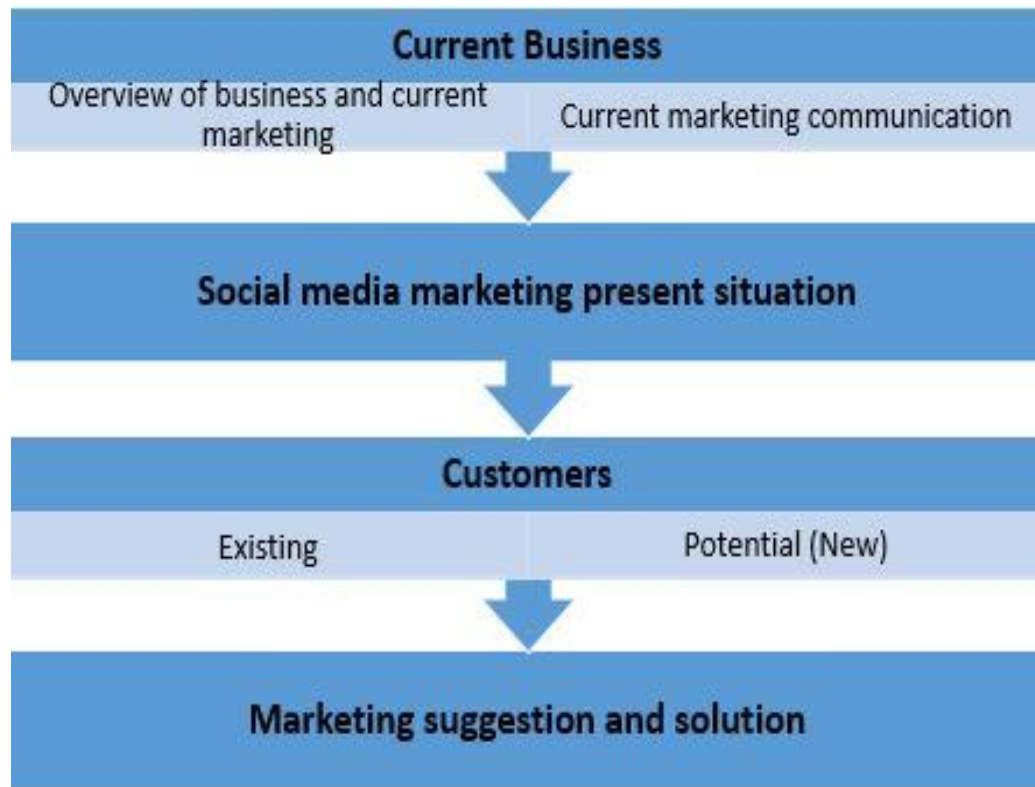 Current Business
Overview of business and current
marketing
Current marketing communication
Social media marketing present situation
Customers
Existing
Potential (New)
Marketing suggestion and solution